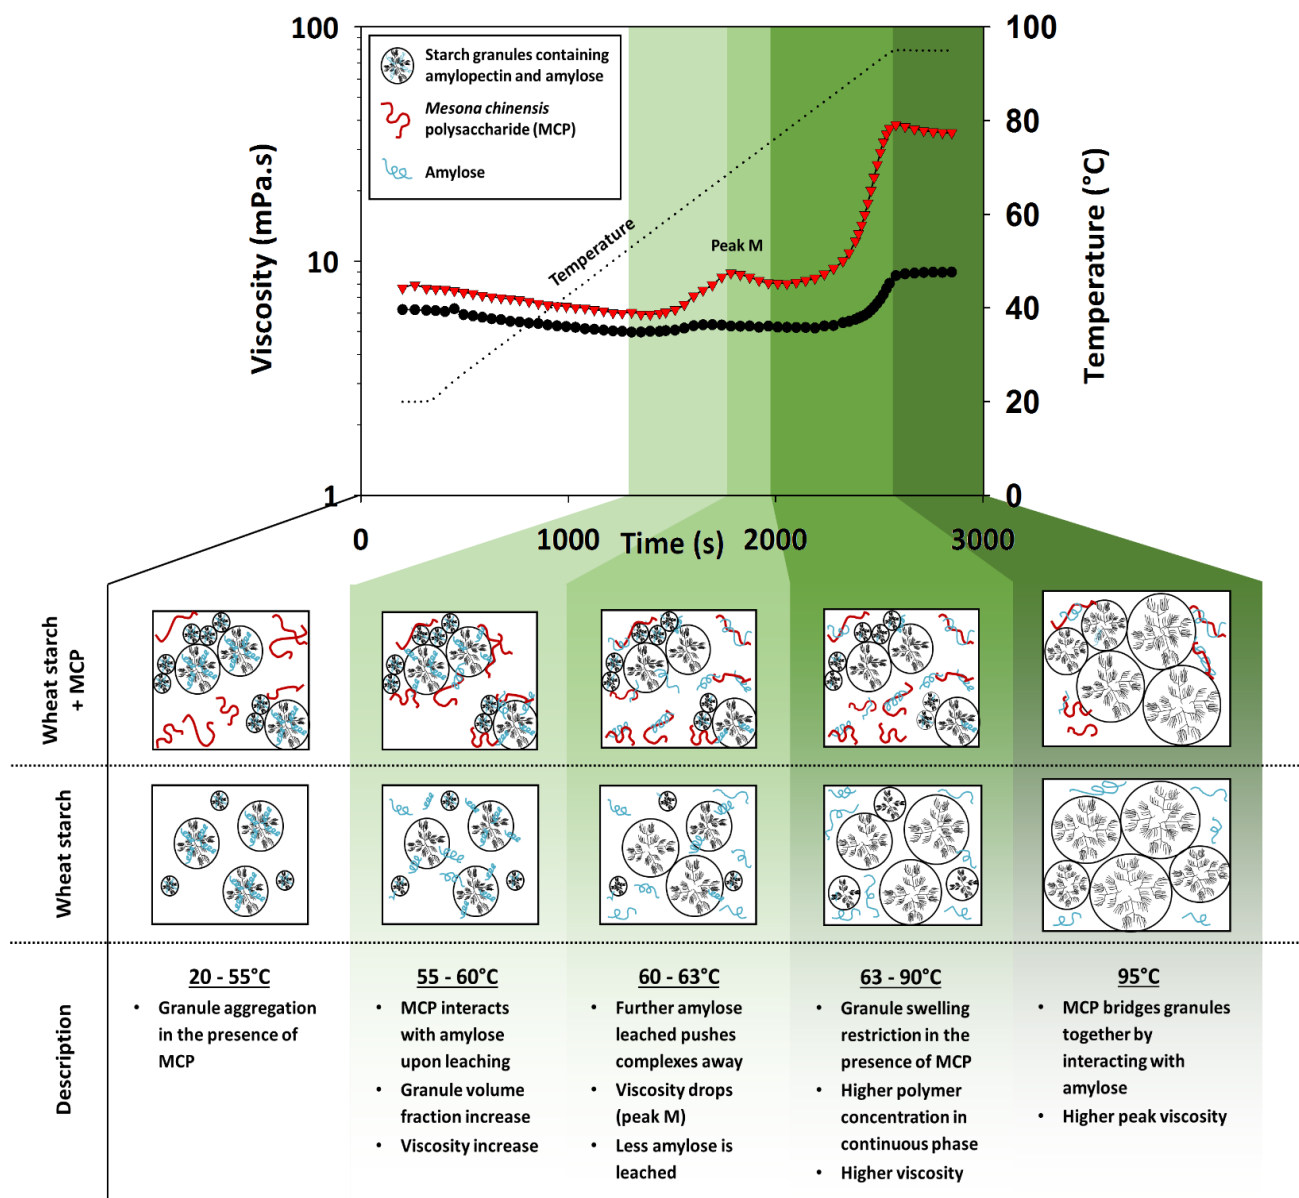 100
10
1
Viscosity (mPa.s)
Starch granules containing
amylopectin and amylose
Mesona chinensis
polysaccharide (MCP)
Amylose
Temperature
Peak M
100
80
60
40
20
0
Temperature (°C)
0
1000
Time (s)
2000
3000
Wheat starch
+ MCP
Wheat starch
Description
20 - 55°C
• Granule aggregation
in the presence of
MCP
55 - 60°C
• MCP interacts
with amylose
upon leaching
• Granule volume
fraction increase
• Viscosity increase
60 - 63°C
• Further amylose
leached pushes
complexes away
• Viscosity drops
(peak M)
• Less amylose is
leached
63 - 90°C
• Granule swelling
restriction in the
presence of MCP
• Higher polymer
concentration in
continuous phase
• Higher viscosity
95°C
• MCP bridges granules
together by
interacting with
amylose
• Higher peak viscosity